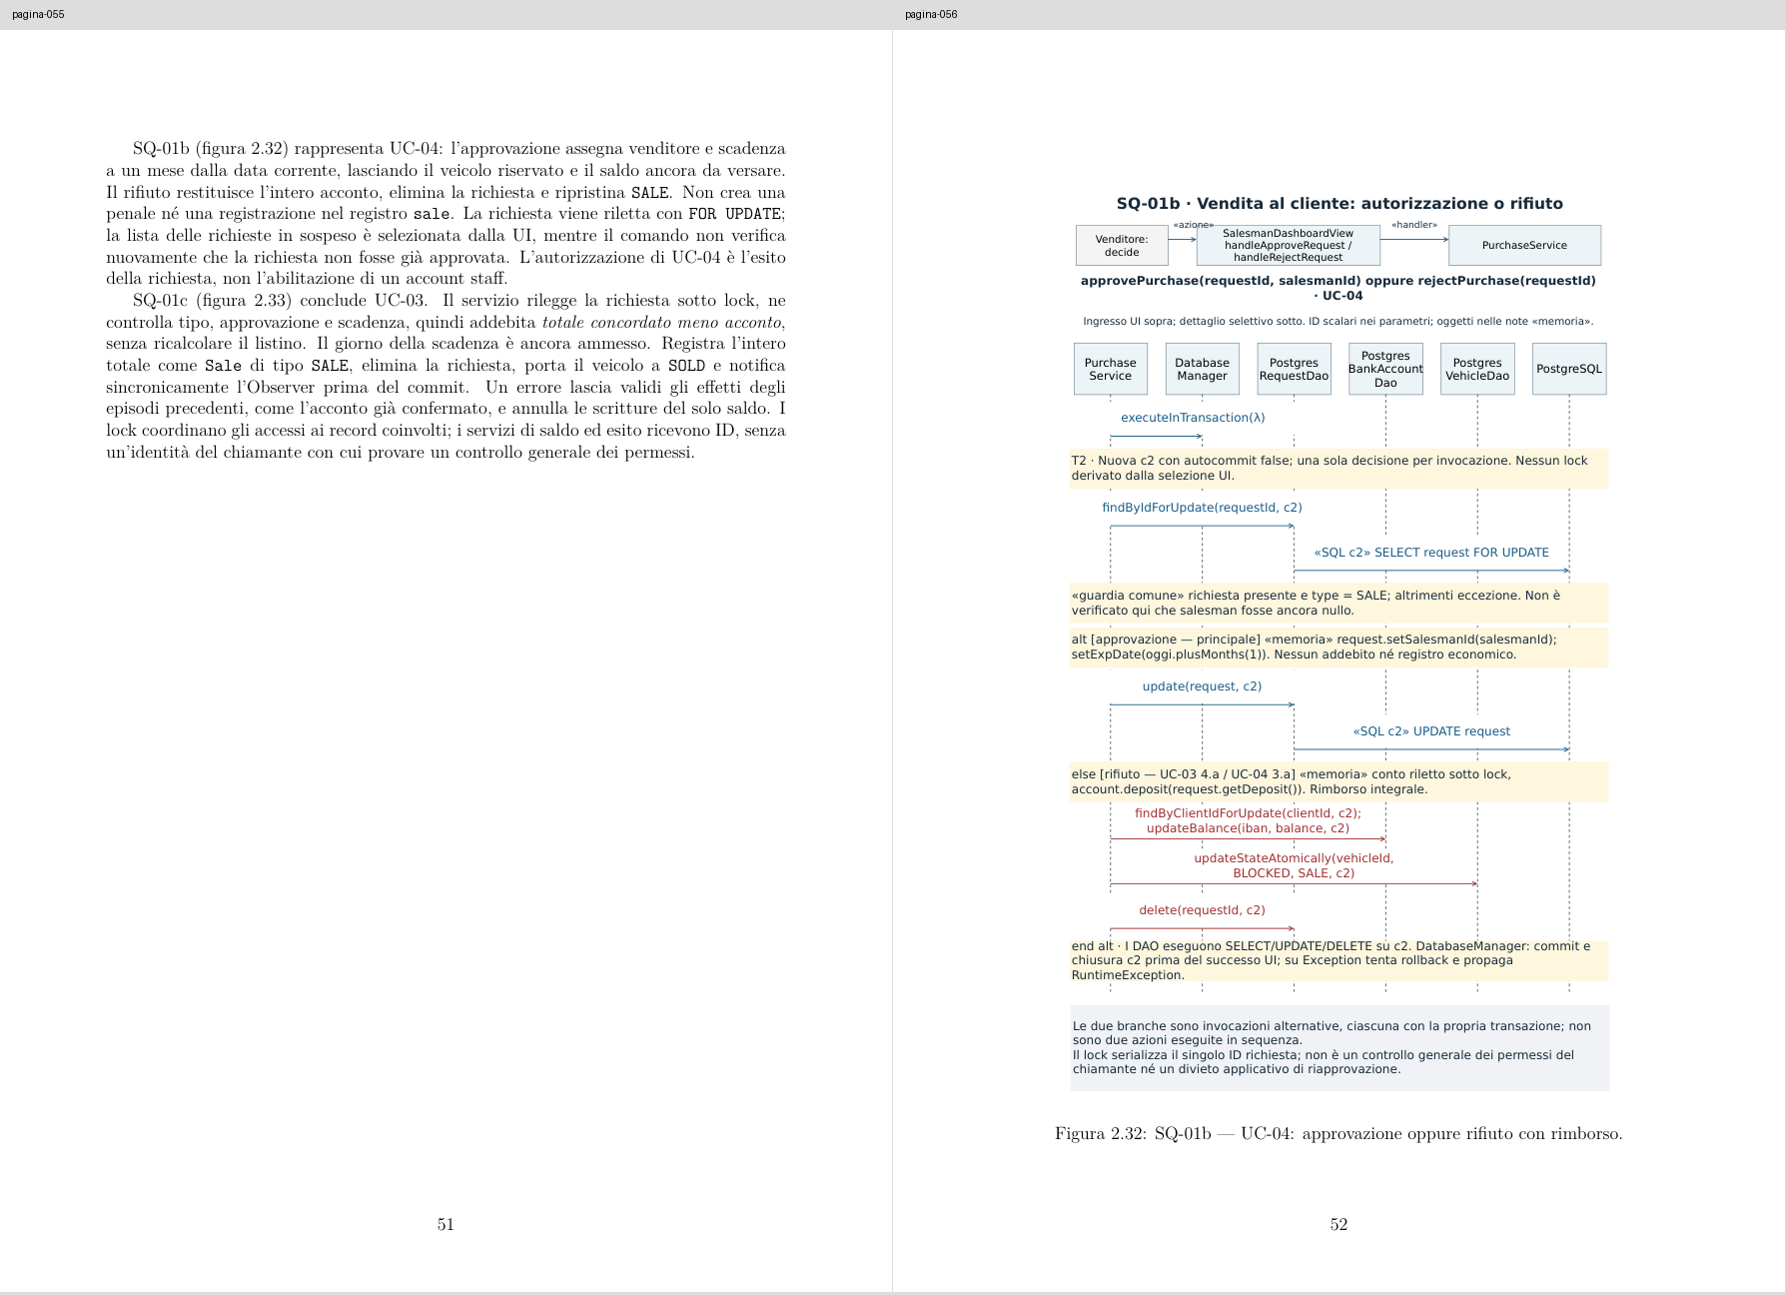 pagina-055
SQ-01b (figura 2.32) rappresenta UC-04: l'approvazione assegna venditore e scadenza
a un mese dalla data corrente, lasciando il veicolo riservato e il saldo ancora da versare.
Il rifiuto restituisce l'intero acconto, elimina la richiesta e ripristina SALE. Non crea una
penale né una registrazione nel registro sale. La richiesta viene riletta con FOR UPDATE;
la lista delle richieste in sospeso è selezionata dalla UI, mentre il comando non verifica
nuovamente che la richiesta non fosse già approvata. L'autorizzazione di UC-04 è l'esito
della richiesta, non l'abilitazione di un account staff.
SQ-01c (figura 2.33) conclude UC-03. Il servizio rilegge la richiesta sotto lock, ne
controlla tipo, approvazione e scadenza, quindi addebita totale concordato meno acconto,
senza ricalcolare il listino. Il giorno della scadenza è ancora ammesso. Registra l'intero
totale come Sale di tipo SALE, elimina la richiesta, porta il veicolo a SOLD e notifica
sincronicamente l'Observer prima del commit. Un errore lascia validi gli effetti degli
episodi precedenti, come l'acconto già confermato, e annulla le scritture del solo saldo. I
lock coordinano gli accessi ai record coinvolti; i servizi di saldo ed esito ricevono ID, senza
un'identità del chiamante con cui provare un controllo generale dei permessi.
51
pagina-056
SQ-01b · Vendita al cliente: autorizzazione o rifiuto
«azione»
«handler»
Venditore:
decide
SalesmanDashboardView
handleApproveRequest /
handleRejectRequest
PurchaseService
approvePurchase(requestId, salesmanId) oppure rejectPurchase(requestId)
· UC-04
Ingresso UI sopra; dettaglio selettivo sotto. ID scalari nei parametri; oggetti nelle note «memoria».
Purchase
Service
Database
Manager
Postgres
RequestDao
Postgres
BankAccount
Dao
Postgres
VehicleDao
PostgreSQL
executeInTransaction(λ)
T2 · Nuova c2 con autocommit false; una sola decisione per invocazione. Nessun lock
derivato dalla selezione UI.
findByIdForUpdate(requestId, c2)
«SQL c2» SELECT request FOR UPDATE
«guardia comune» richiesta presente e type = SALE; altrimenti eccezione. Non è
verificato qui che salesman fosse ancora nullo.
alt [approvazione — principale] «memoria» request.setSalesmanId(salesmanId);
setExpDate(oggi.plusMonths(1)). Nessun addebito né registro economico.
update(request, c2)
«SQL c2» UPDATE request
else [rifiuto — UC-03 4.a / UC-04 3.a] «memoria» conto riletto sotto lock,
account.deposit(request.getDeposit()). Rimborso integrale.
findByClientIdForUpdate(clientId, c2);
updateBalance(iban, balance, c2)
updateStateAtomically(vehicleId,
BLOCKED, SALE, c2)
delete(requestId, c2)
end alt · I DAO eseguono SELECT/UPDATE/DELETE su c2. DatabaseManager: commit e
chiusura c2 prima del successo UI; su Exception tenta rollback e propaga
RuntimeException.
Le due branche sono invocazioni alternative, ciascuna con la propria transazione; non
sono due azioni eseguite in sequenza.
Il lock serializza il singolo ID richiesta; non è un controllo generale dei permessi del
chiamante né un divieto applicativo di riapprovazione.
Figura 2.32: SQ-01b — UC-04: approvazione oppure rifiuto con rimborso.
52